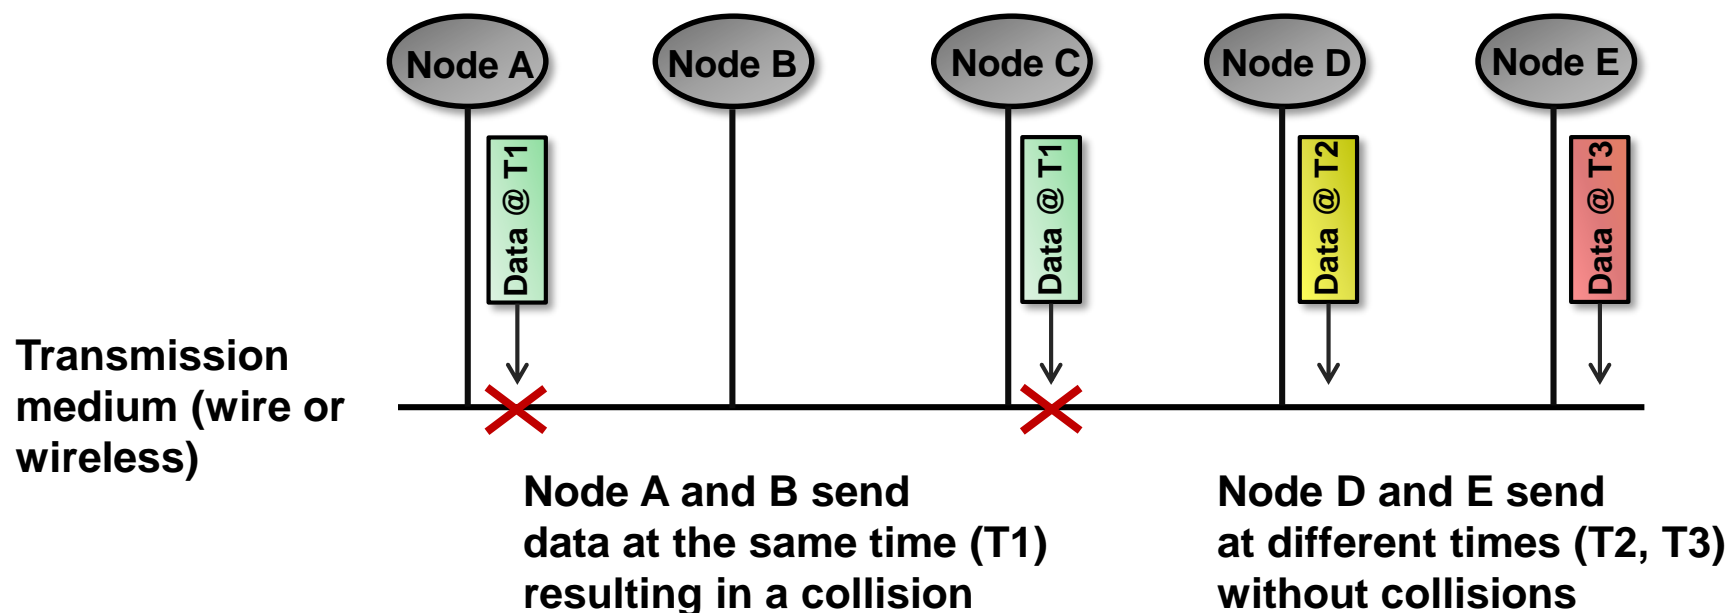 Node A
Node B
Node C
Node D
Node E
Data @ T1
Data @ T1
Data @ T2
Data @ T3
Transmission
medium (wire or
wireless)
Node A and B send
data at the same time (T1)
resulting in a collision
Node D and E send
at different times (T2, T3)
without collisions